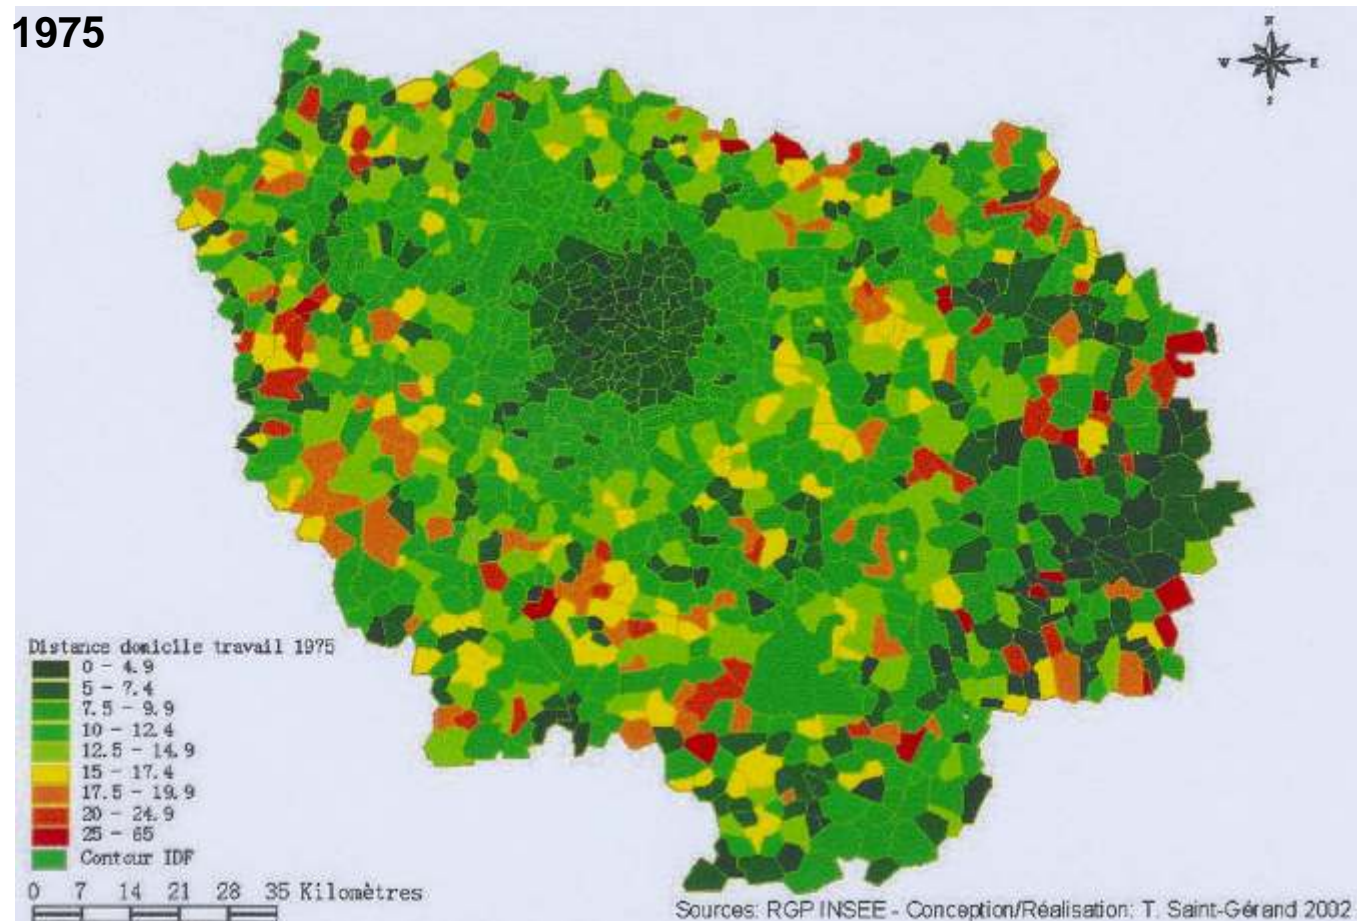 1975
N
W E
S
Distance domicile travail 1975
0 - 4.9
5 - 7.4
7.5 - 9.9
10 - 12.4
12.5 - 14.9
15 - 17.4
17.5 - 19.9
20 - 24.9
25 - 65
Contour IDF
0 7 14 21 28 35 Kilomètres
Sources: RGP INSEE - Conception/Réalisation: T. Saint-Gérand 2002